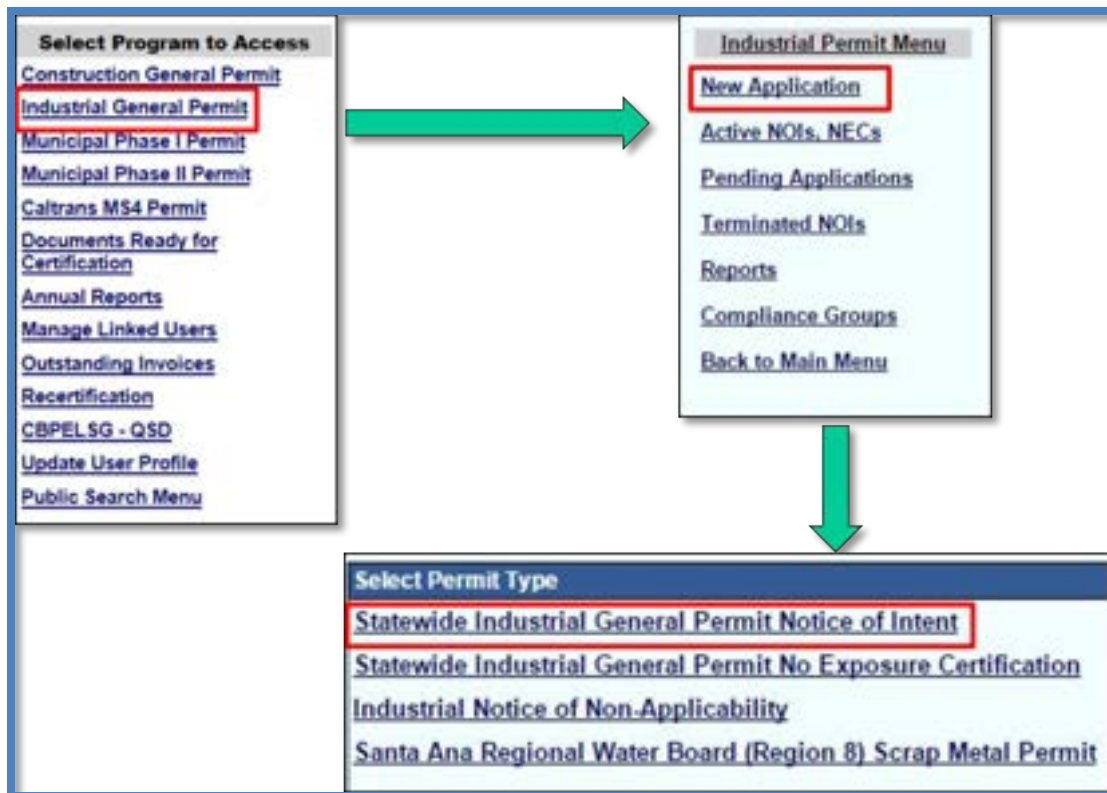 Select Program to Access
Construction General Permit
Industrial General Permit
Municipal Phase I Permit
Municipal Phase II Permit
Caltrans MS4 Permit
Documents Ready for
Certification
Annual Reports
Manage Linked Users
Outstanding Invoices
Recertification
CBPELSG - QSD
Update User Profile
Public Search Menu
Industrial Permit Menu
New Application
Active NOIs, NECs
Pending Applications
Terminated NOIs
Reports
Compliance Groups
Back to Main Menu
Select Permit Type
Statewide Industrial General Permit Notice of Intent
Statewide Industrial General Permit No Exposure Certification
Industrial Notice of Non-Applicability
Santa Ana Regional Water Board (Region 8) Scrap Metal Permit